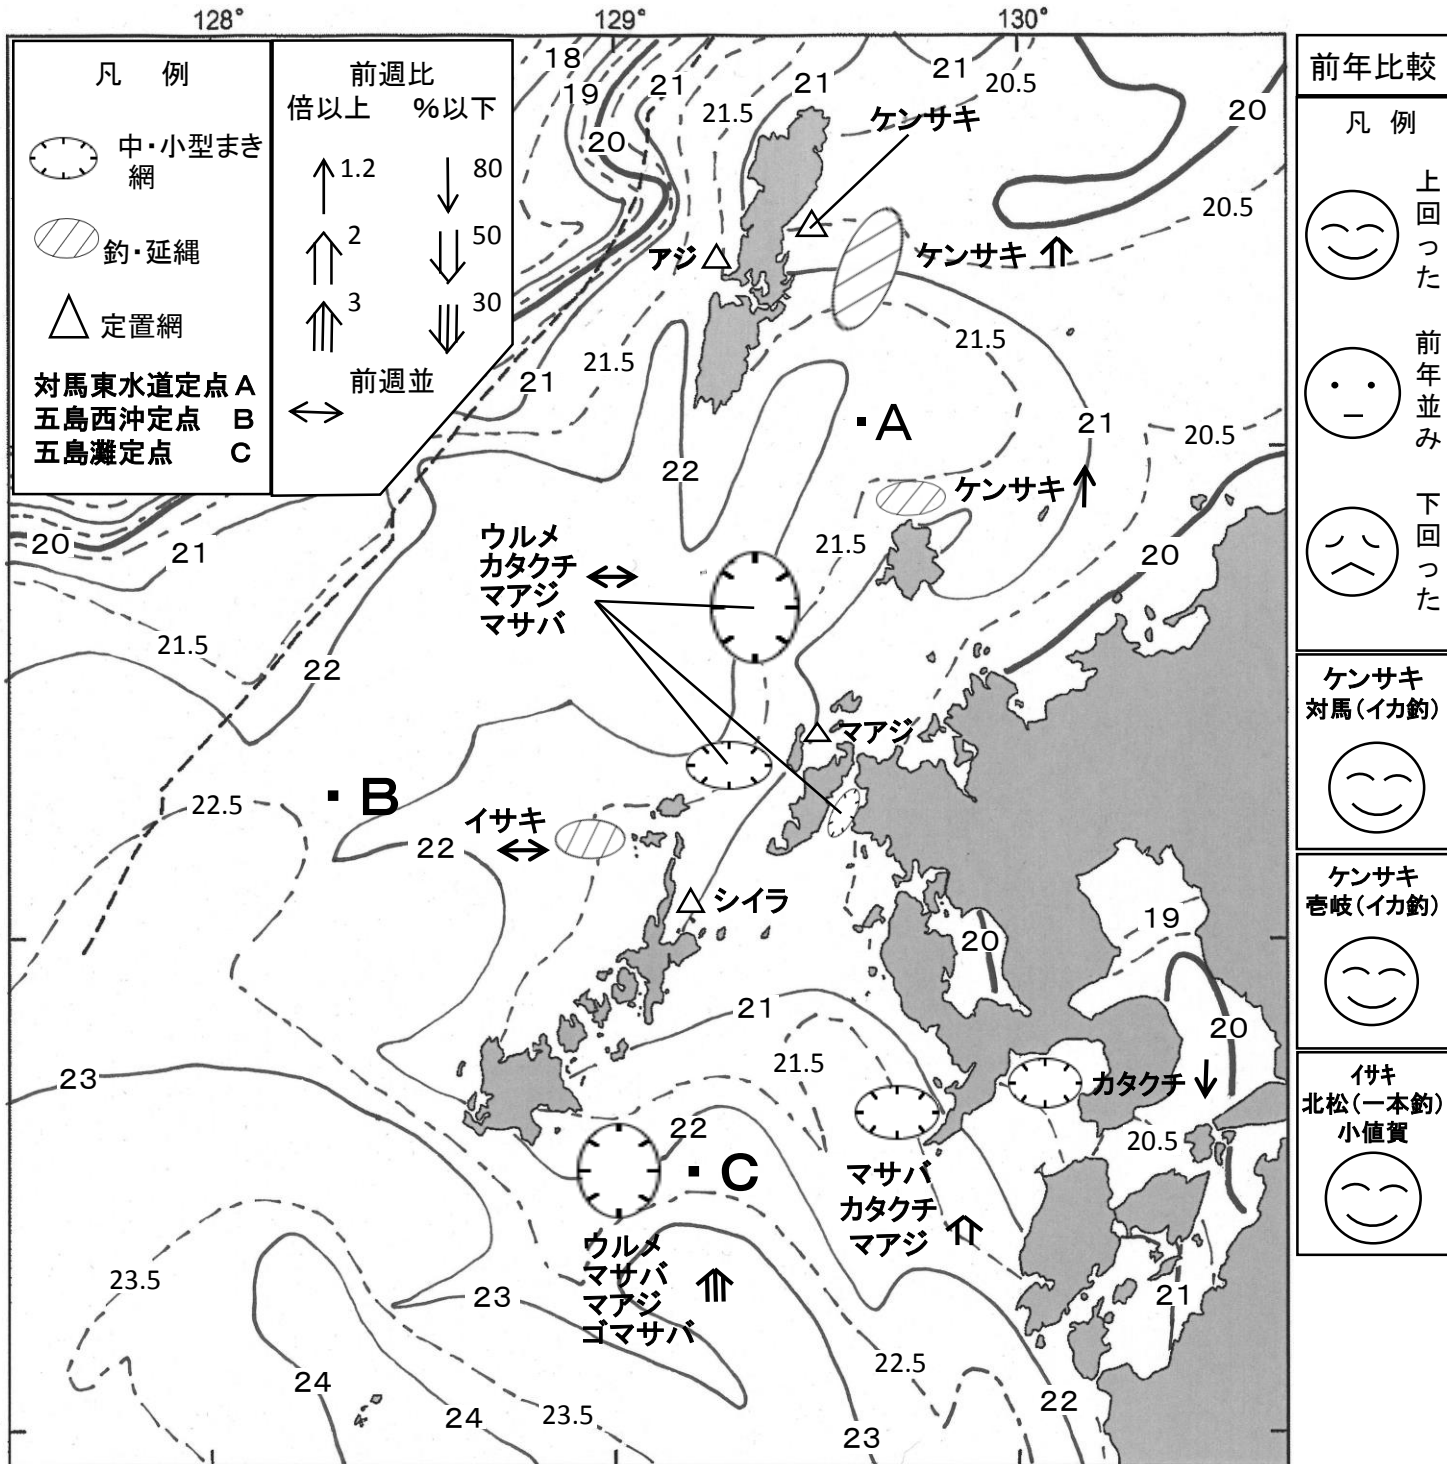 128°
129°
130°
凡 例
中・小型まき
網
釣・延縄
定置網
対馬東水道定点 A
五島西沖定点 B
五島灘定点 C
前週比
倍以上 %以下
1.2 80
2 50
3 30
前週並
18
19
20
21
21.5
21
21
20.5
20
ケンサキ
20.5
アジ
ケンサキ
21.5
21.5
21
・A
21
20.5
22
ケンサキ
20
21
21.5
20
ウルメ
カタクチ
マアジ
マサバ
21.5
22
マアジ
・B
22.5
イサキ
22
シイラ
19
20
21
20
21.5
23
カタクチ
22
20.5
・C
マサバ
カタクチ
マアジ
ウルメ
マサバ
マアジ
ゴマサバ
23.5
23
21
22.5
24
22
24
23.5
23
前年比較
凡 例
上回った
前年並み
下回った
ケンサキ
対馬(イカ釣)
ケンサキ
壱岐(イカ釣)
イサキ
北松(一本釣)
小値賀